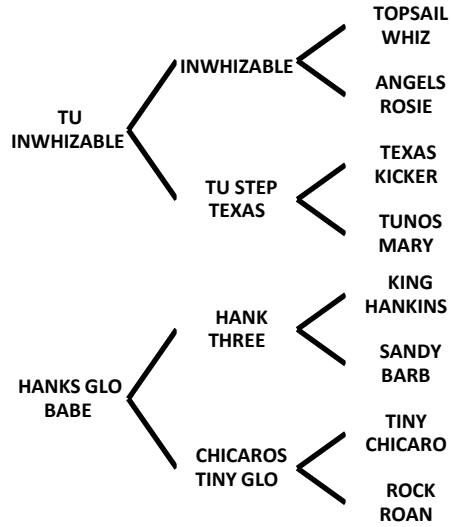 TOPSAIL
WHIZ
INWHIZABLE
ANGELS
ROSIE
TU
INWHIZABLE
TEXAS
KICKER
TU STEP
TEXAS
TUNOS
MARY
KING
HANKINS
HANK
THREE
SANDY
BARB
HANKS GLO
BABE
TINY
CHICARO
CHICAROS
TINY GLO
ROCK
ROAN